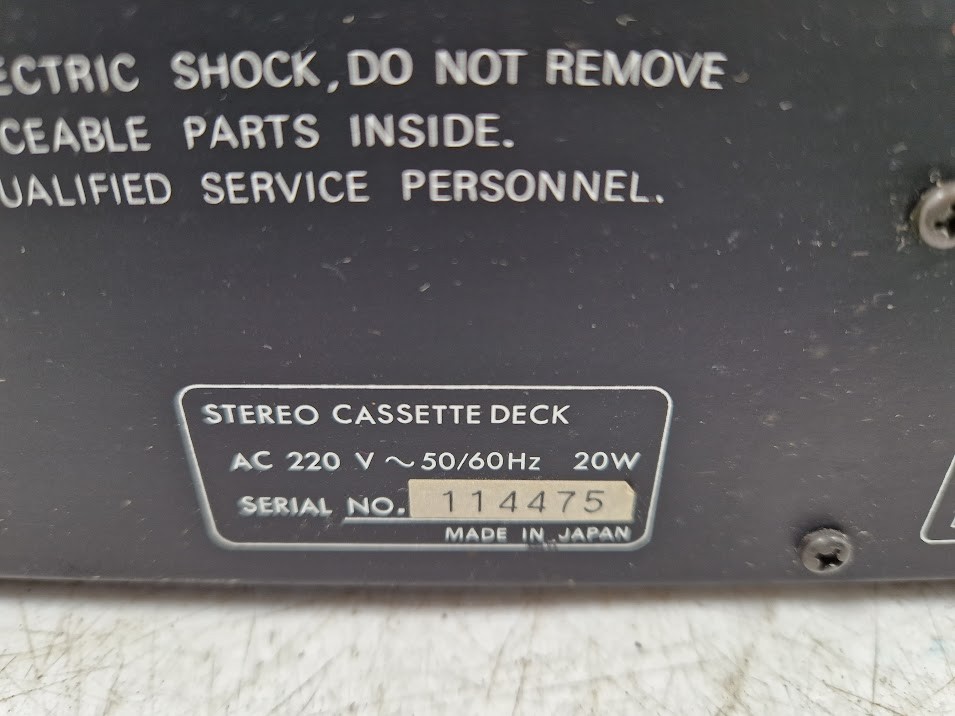 ECTRIC SHOCK, DO NOT REMOVE
CEABLE PARTS INSIDE.
UALIFIED SERVICE PERSONNEL.
STEREO CASSETTE DECK
AC 220 V ~ 50/60Hz 20W
SERIAL NO. 114475
MADE IN JAPAN